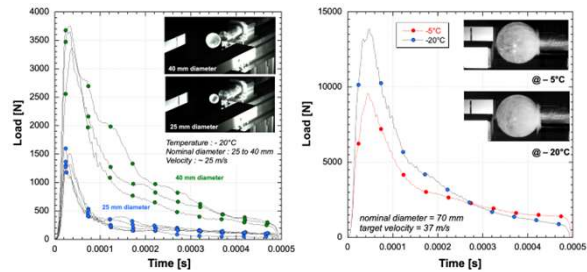 4000
3500
3000
2500
2000
1500
1000
500
0
Load [N]
0
0.0001
0.0002
0.0003
0.0004
0.0005
Time [s]
40 mm diameter
25 mm diameter
Temperature : - 20°C
Nominal diameter : 25 to 40 mm
Velocity : ~ 25 m/s
40 mm diameter
25 mm diameter
15000
10000
5000
0
Load [N]
0
0.0001
0.0002
0.0003
0.0004
0.0005
Time [s]
-5°C
-20°C
@ – 5°C
@ – 20°C
nominal diameter = 70 mm
target velocity = 37 m/s